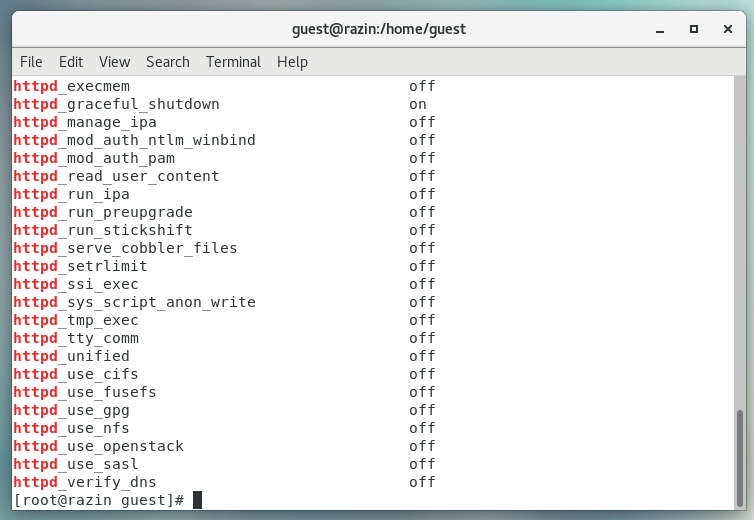 guest@razin:/home/guest
File Edit View Search Terminal Help
httpd_execmem off
httpd_graceful_shutdown on
httpd_manage_ipa off
httpd_mod_auth_ntlm_winbind off
httpd_mod_auth_pam off
httpd_read_user_content off
httpd_run_ipa off
httpd_run_preupgrade off
httpd_run_stickshift off
httpd_serve_cobbler_files off
httpd_setrlimit off
httpd_ssi_exec off
httpd_sys_script_anon_write off
httpd_tmp_exec off
httpd_tty_comm off
httpd_unified off
httpd_use_cifs off
httpd_use_fusefs off
httpd_use_gpg off
httpd_use_nfs off
httpd_use_openstack off
httpd_use_sasl off
httpd_verify_dns off
[root@razin guest]#